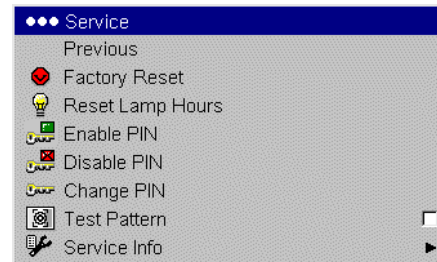 Service
Previous
Factory Reset
Reset Lamp Hours
Enable PIN
Disable PIN
Change PIN
Test Pattern
Service Info